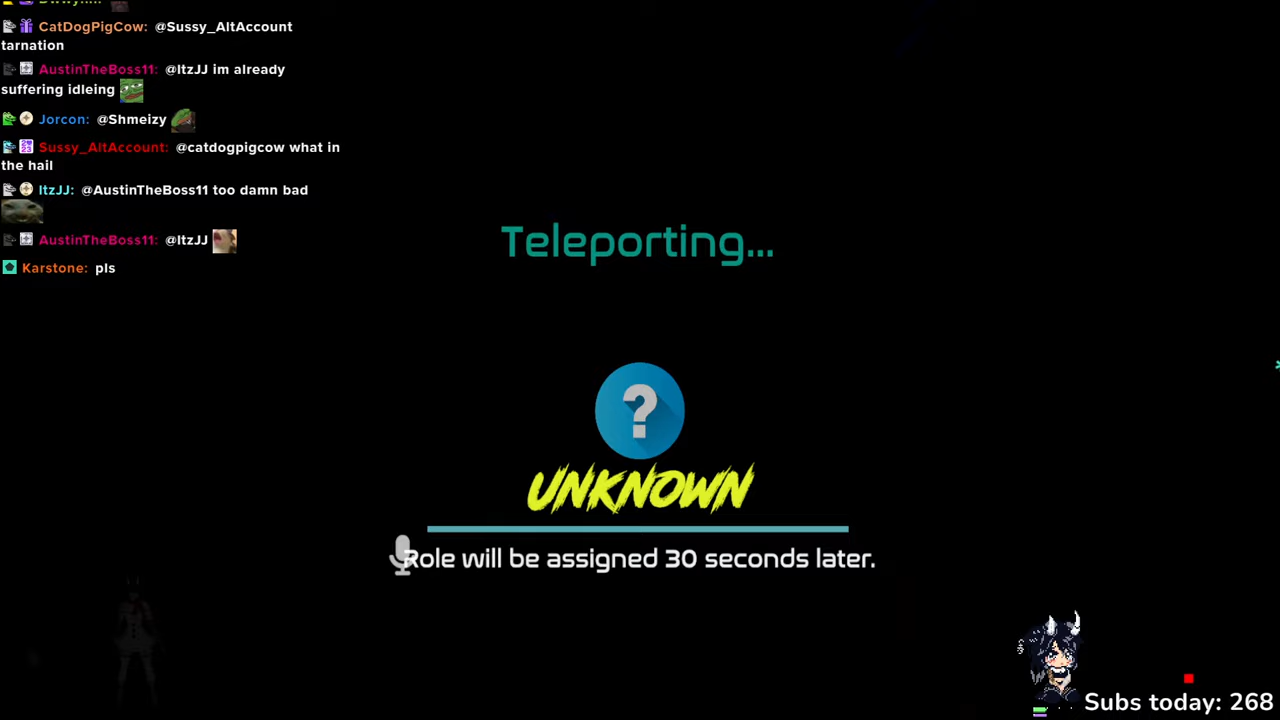 CatDogPigCow: @Sussy_AltAccount
tarnation
AustinTheBoss11: @ItzJJ im already
suffering idleing
Jorcon: @Shmeizy
Sussy_AltAccount: @catdogpigcow what in
the hail
ItzJJ: @AustinTheBoss11 too damn bad
AustinTheBoss11: @ItzJJ
Karstone: pls
Teleporting...
?
UNKNOWN
Role will be assigned 30 seconds later.
Subs today: 268